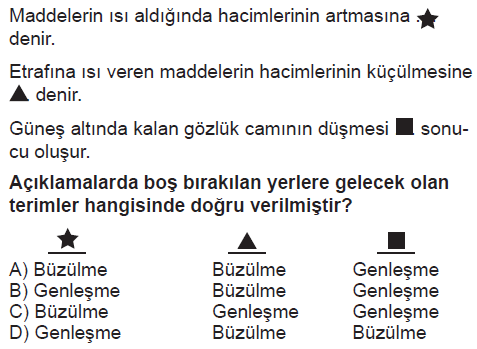 Maddelerin ısı aldığında hacimlerinin artmasına ★
denir.
Etrafına ısı veren maddelerin hacimlerinin küçülmesine
▲ denir.
Güneş altında kalan gözlük camının düşmesi ■ sonu-
cu oluşur.
Açıklamalarda boş bırakılan yerlere gelecek olan
terimler hangisinde doğru verilmiştir?
★ ▲ ■
A) Büzülme Büzülme Genleşme
B) Genleşme Büzülme Genleşme
C) Büzülme Genleşme Genleşme
D) Genleşme Büzülme Büzülme